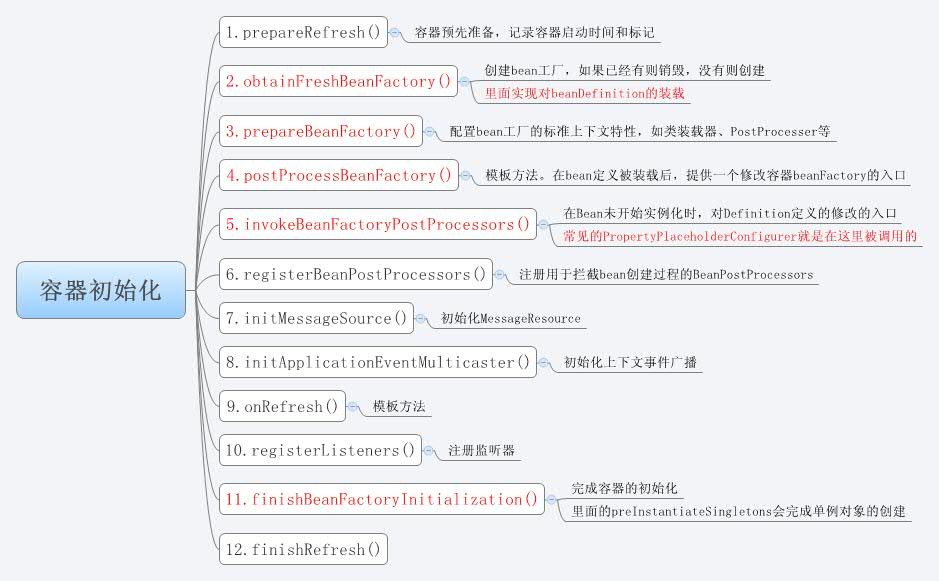 容器初始化
1.prepareRefresh()
容器预先准备，记录容器启动时间和标记
2.obtainFreshBeanFactory()
创建bean工厂，如果已经有则销毁，没有则创建
里面实现对beanDefinition的装载
3.prepareBeanFactory()
配置bean工厂的标准上下文特性，如类装载器、PostProcesser等
4.postProcessBeanFactory()
模板方法。在bean定义被装载后，提供一个修改容器beanFactory的入口
5.invokeBeanFactoryPostProcessors()
在Bean未开始实例化时，对Definition定义的修改的入口
常见的PropertyPlaceholderConfigurer就是在这里被调用的
6.registerBeanPostProcessors()
注册用于拦截bean创建过程的BeanPostProcessors
7.initMessageSource()
初始化MessageResource
8.initApplicationEventMulticaster()
初始化上下文事件广播
9.onRefresh()
模板方法
10.registerListeners()
注册监听器
11.finishBeanFactoryInitialization()
完成容器的初始化
里面的preInstantiateSingletons会完成单例对象的创建
12.finishRefresh()